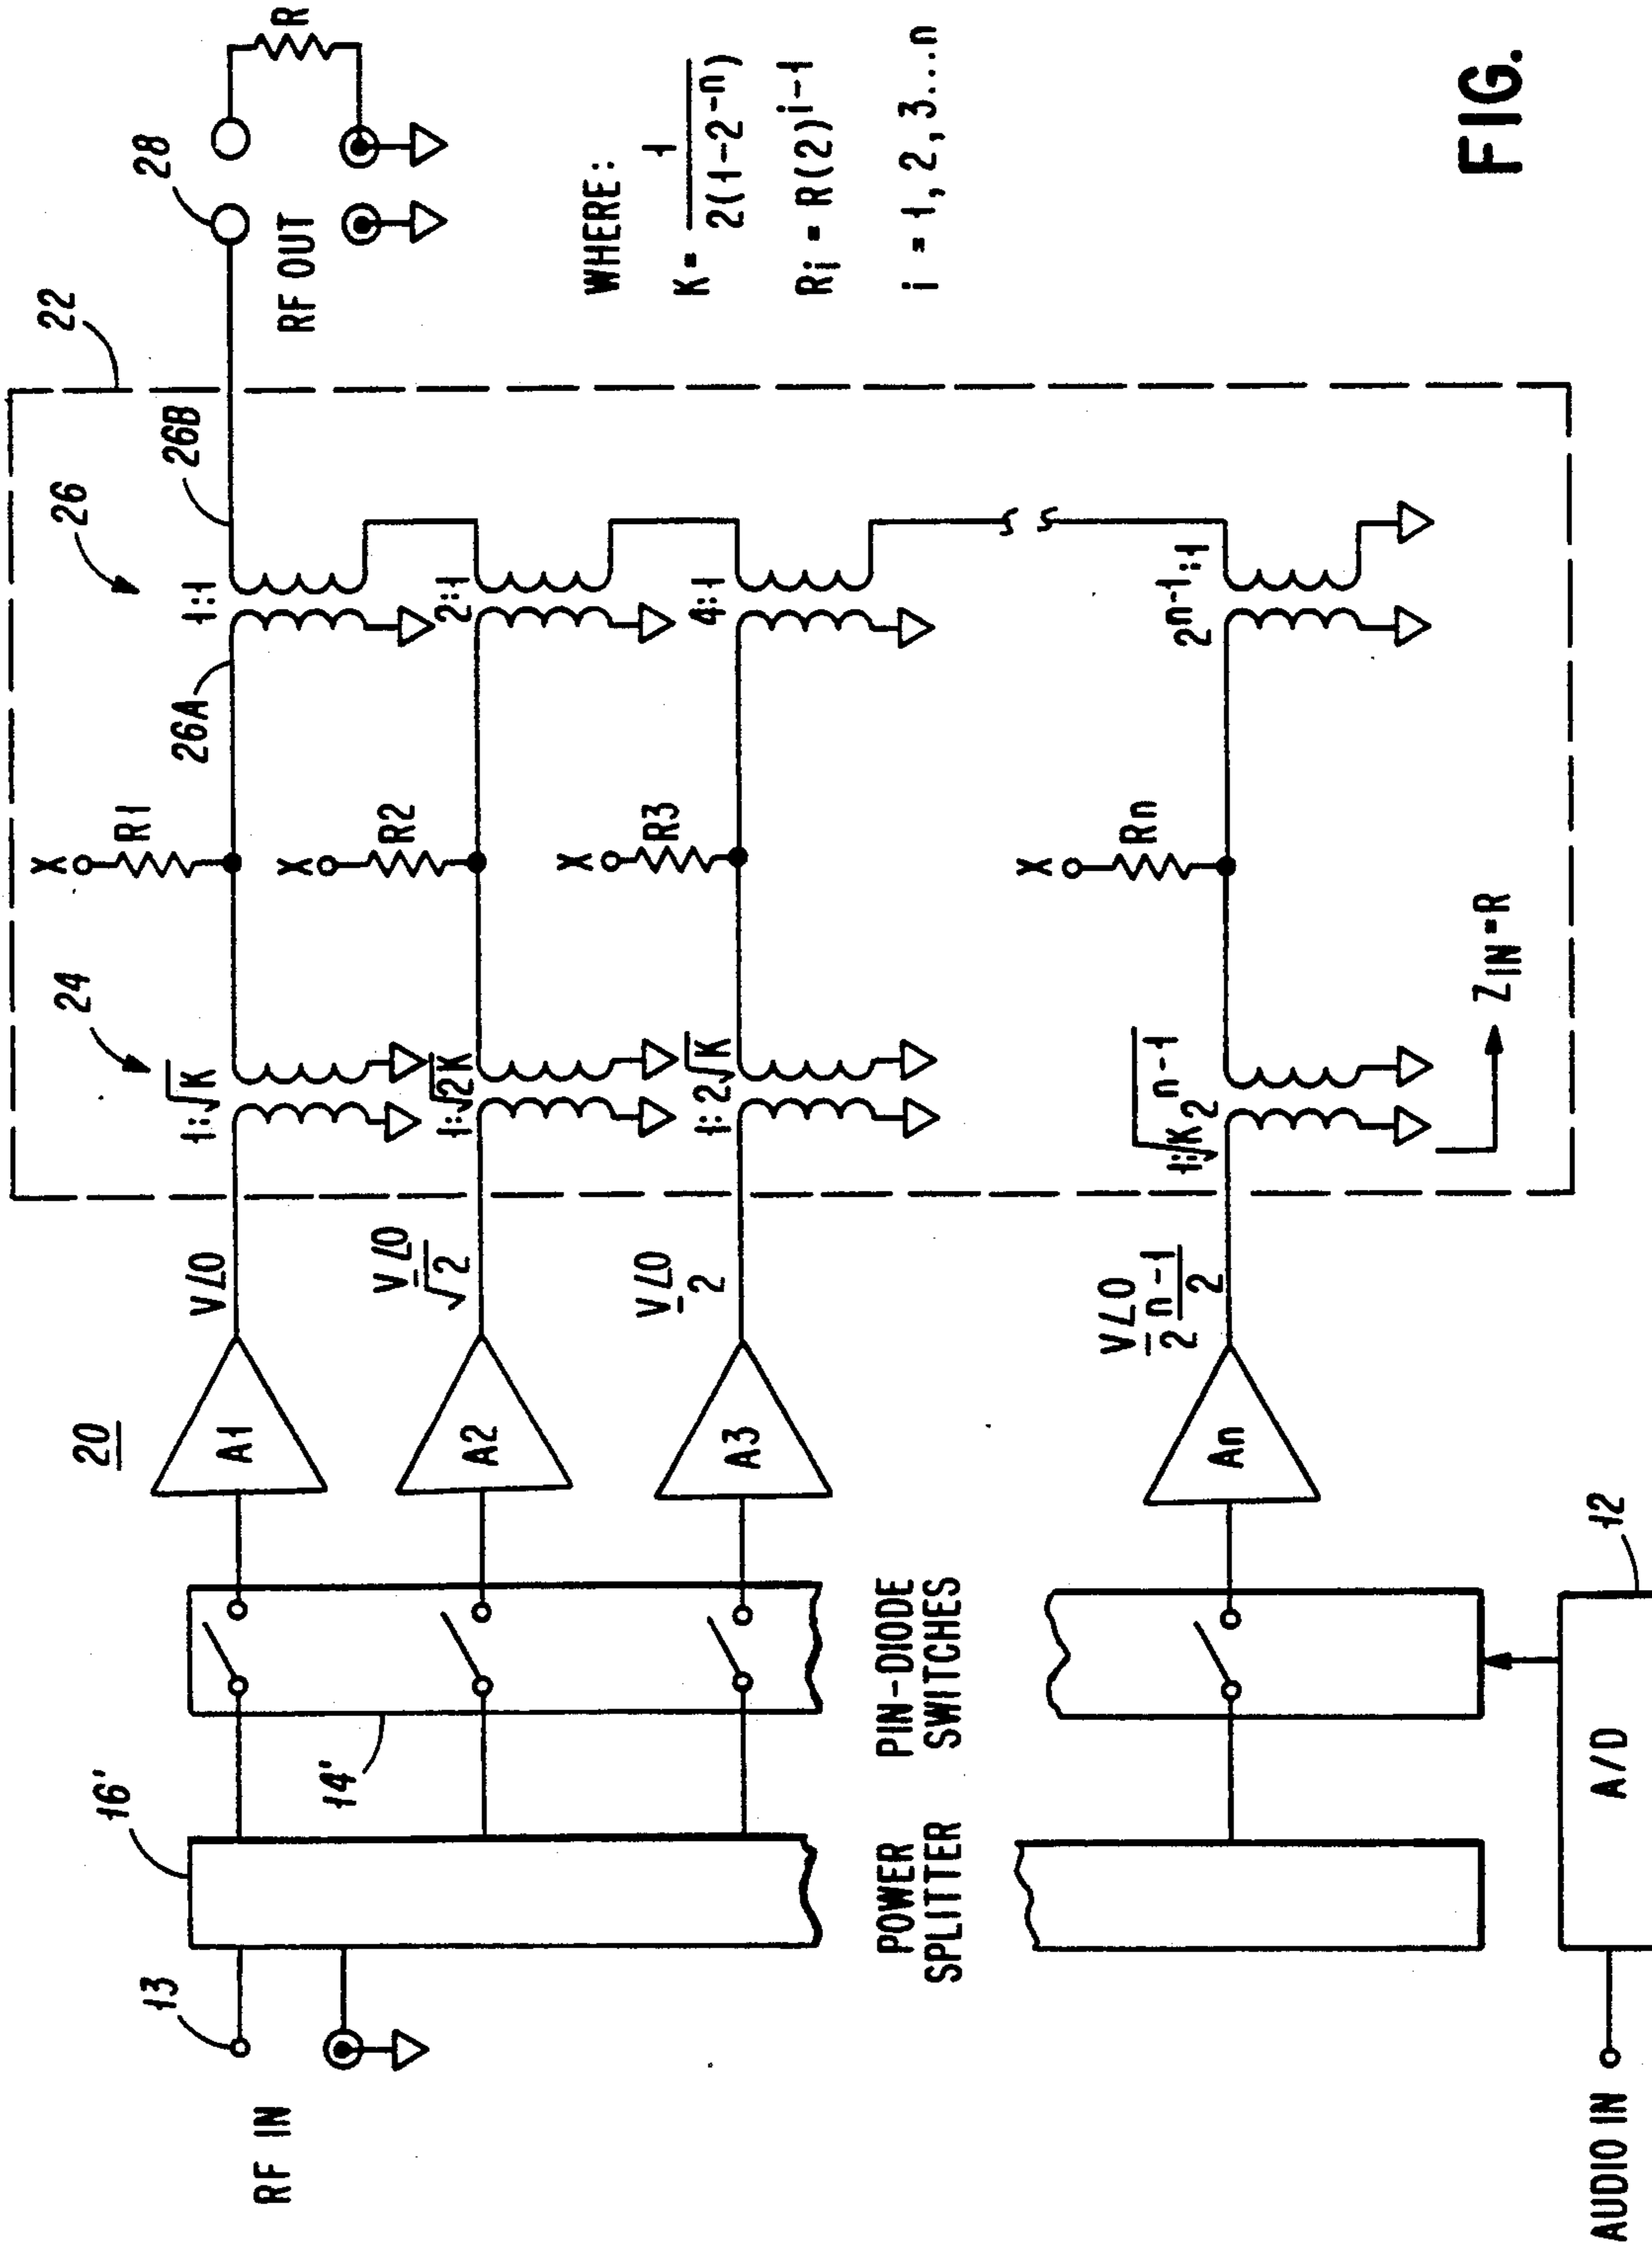 RF IN
13
16'
14'
POWER
SPLITTER
PIN-DIODE
SWITCHES
AUDIO IN
A/D
12
20
A1
A2
A3
An
V∠0
V∠0/√2
V∠0/2
V∠0/2^((n-1)/2)
22
24
1:√K
1:√2K
1:2√K
1:√K2^(n-1)
Z_IN=R
X
R1
X
R2
X
R3
X
Rn
26
26A
26B
1:1
2:1
4:1
2^(n-1):1
28
RF OUT
R
WHERE:
K = 1/(2(1-2^(-n)))
Ri = R(2)^(i-1)
i = 1, 2, 3...n
FIG.